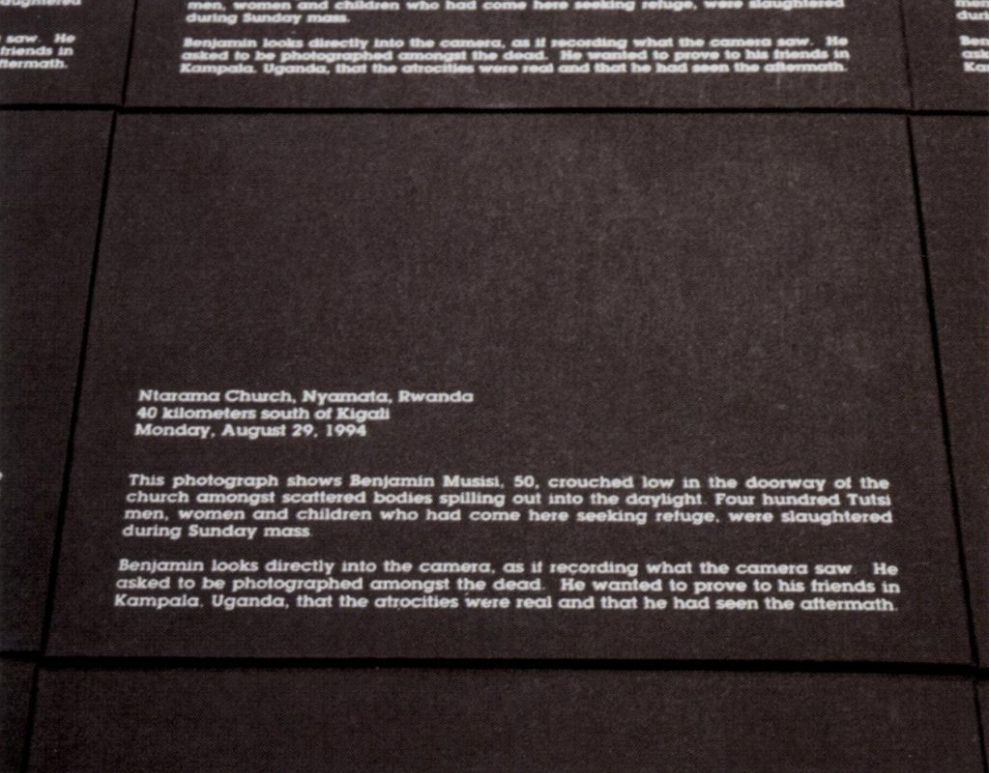 men, women and children who had come here seeking refuge, were slaughtered
during Sunday mass.
Benjamin looks directly into the camera, as if recording what the camera saw. He
asked to be photographed amongst the dead. He wanted to prove to his friends in
Kampala, Uganda, that the atrocities were real and that he had seen the aftermath.
saw. He
friends in
Ntarama Church, Nyamata, Rwanda
40 kilometers south of Kigali
Monday, August 29, 1994
This photograph shows Benjamin Musisi, 50, crouched low in the doorway of the
church amongst scattered bodies spilling out into the daylight. Four hundred Tutsi
men, women and children who had come here seeking refuge, were slaughtered
during Sunday mass.
Benjamin looks directly into the camera, as if recording what the camera saw. He
asked to be photographed amongst the dead. He wanted to prove to his friends in
Kampala, Uganda, that the atrocities were real and that he had seen the aftermath.